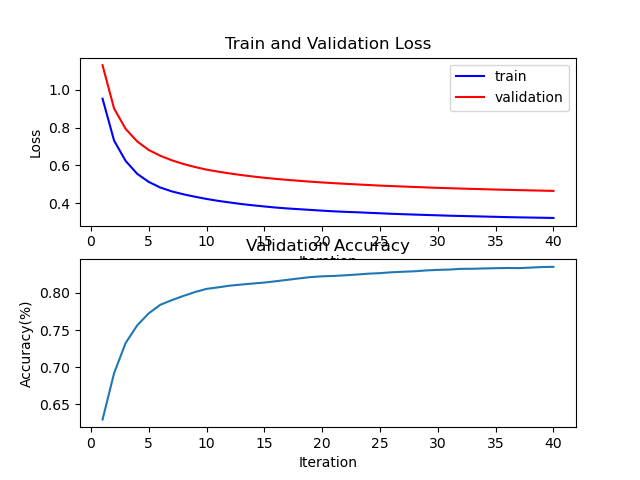 Train and Validation Loss
train
validation
Loss
1.0
0.8
0.6
0.4
0 5 10 15 20 25 30 35 40
Iteration
Validation Accuracy
Accuracy(%)
0.80
0.75
0.70
0.65
0 5 10 15 20 25 30 35 40
Iteration